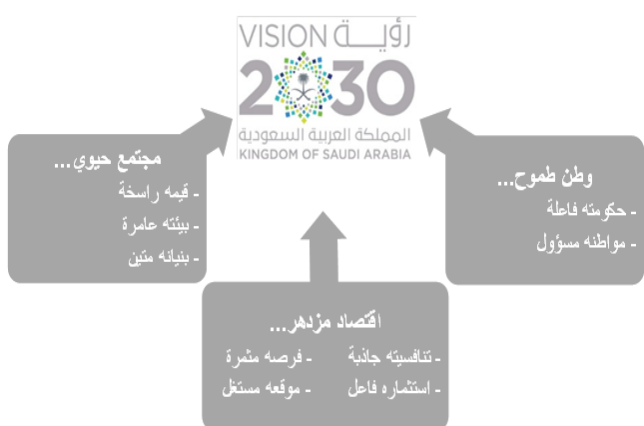 VISION رؤيــــة
2030
المملكة العربية السعودية
KINGDOM OF SAUDI ARABIA
وطن طموح...
- حكومته فاعلة
- مواطنه مسؤول
مجتمع حيوي...
- قيمه راسخة
- بيئته عامرة
- بنيانه متين
اقتصاد مزدهر...
- فرصه مثمرة - تنافسيته جاذبة
- موقعه مستغل - استثماره فاعل